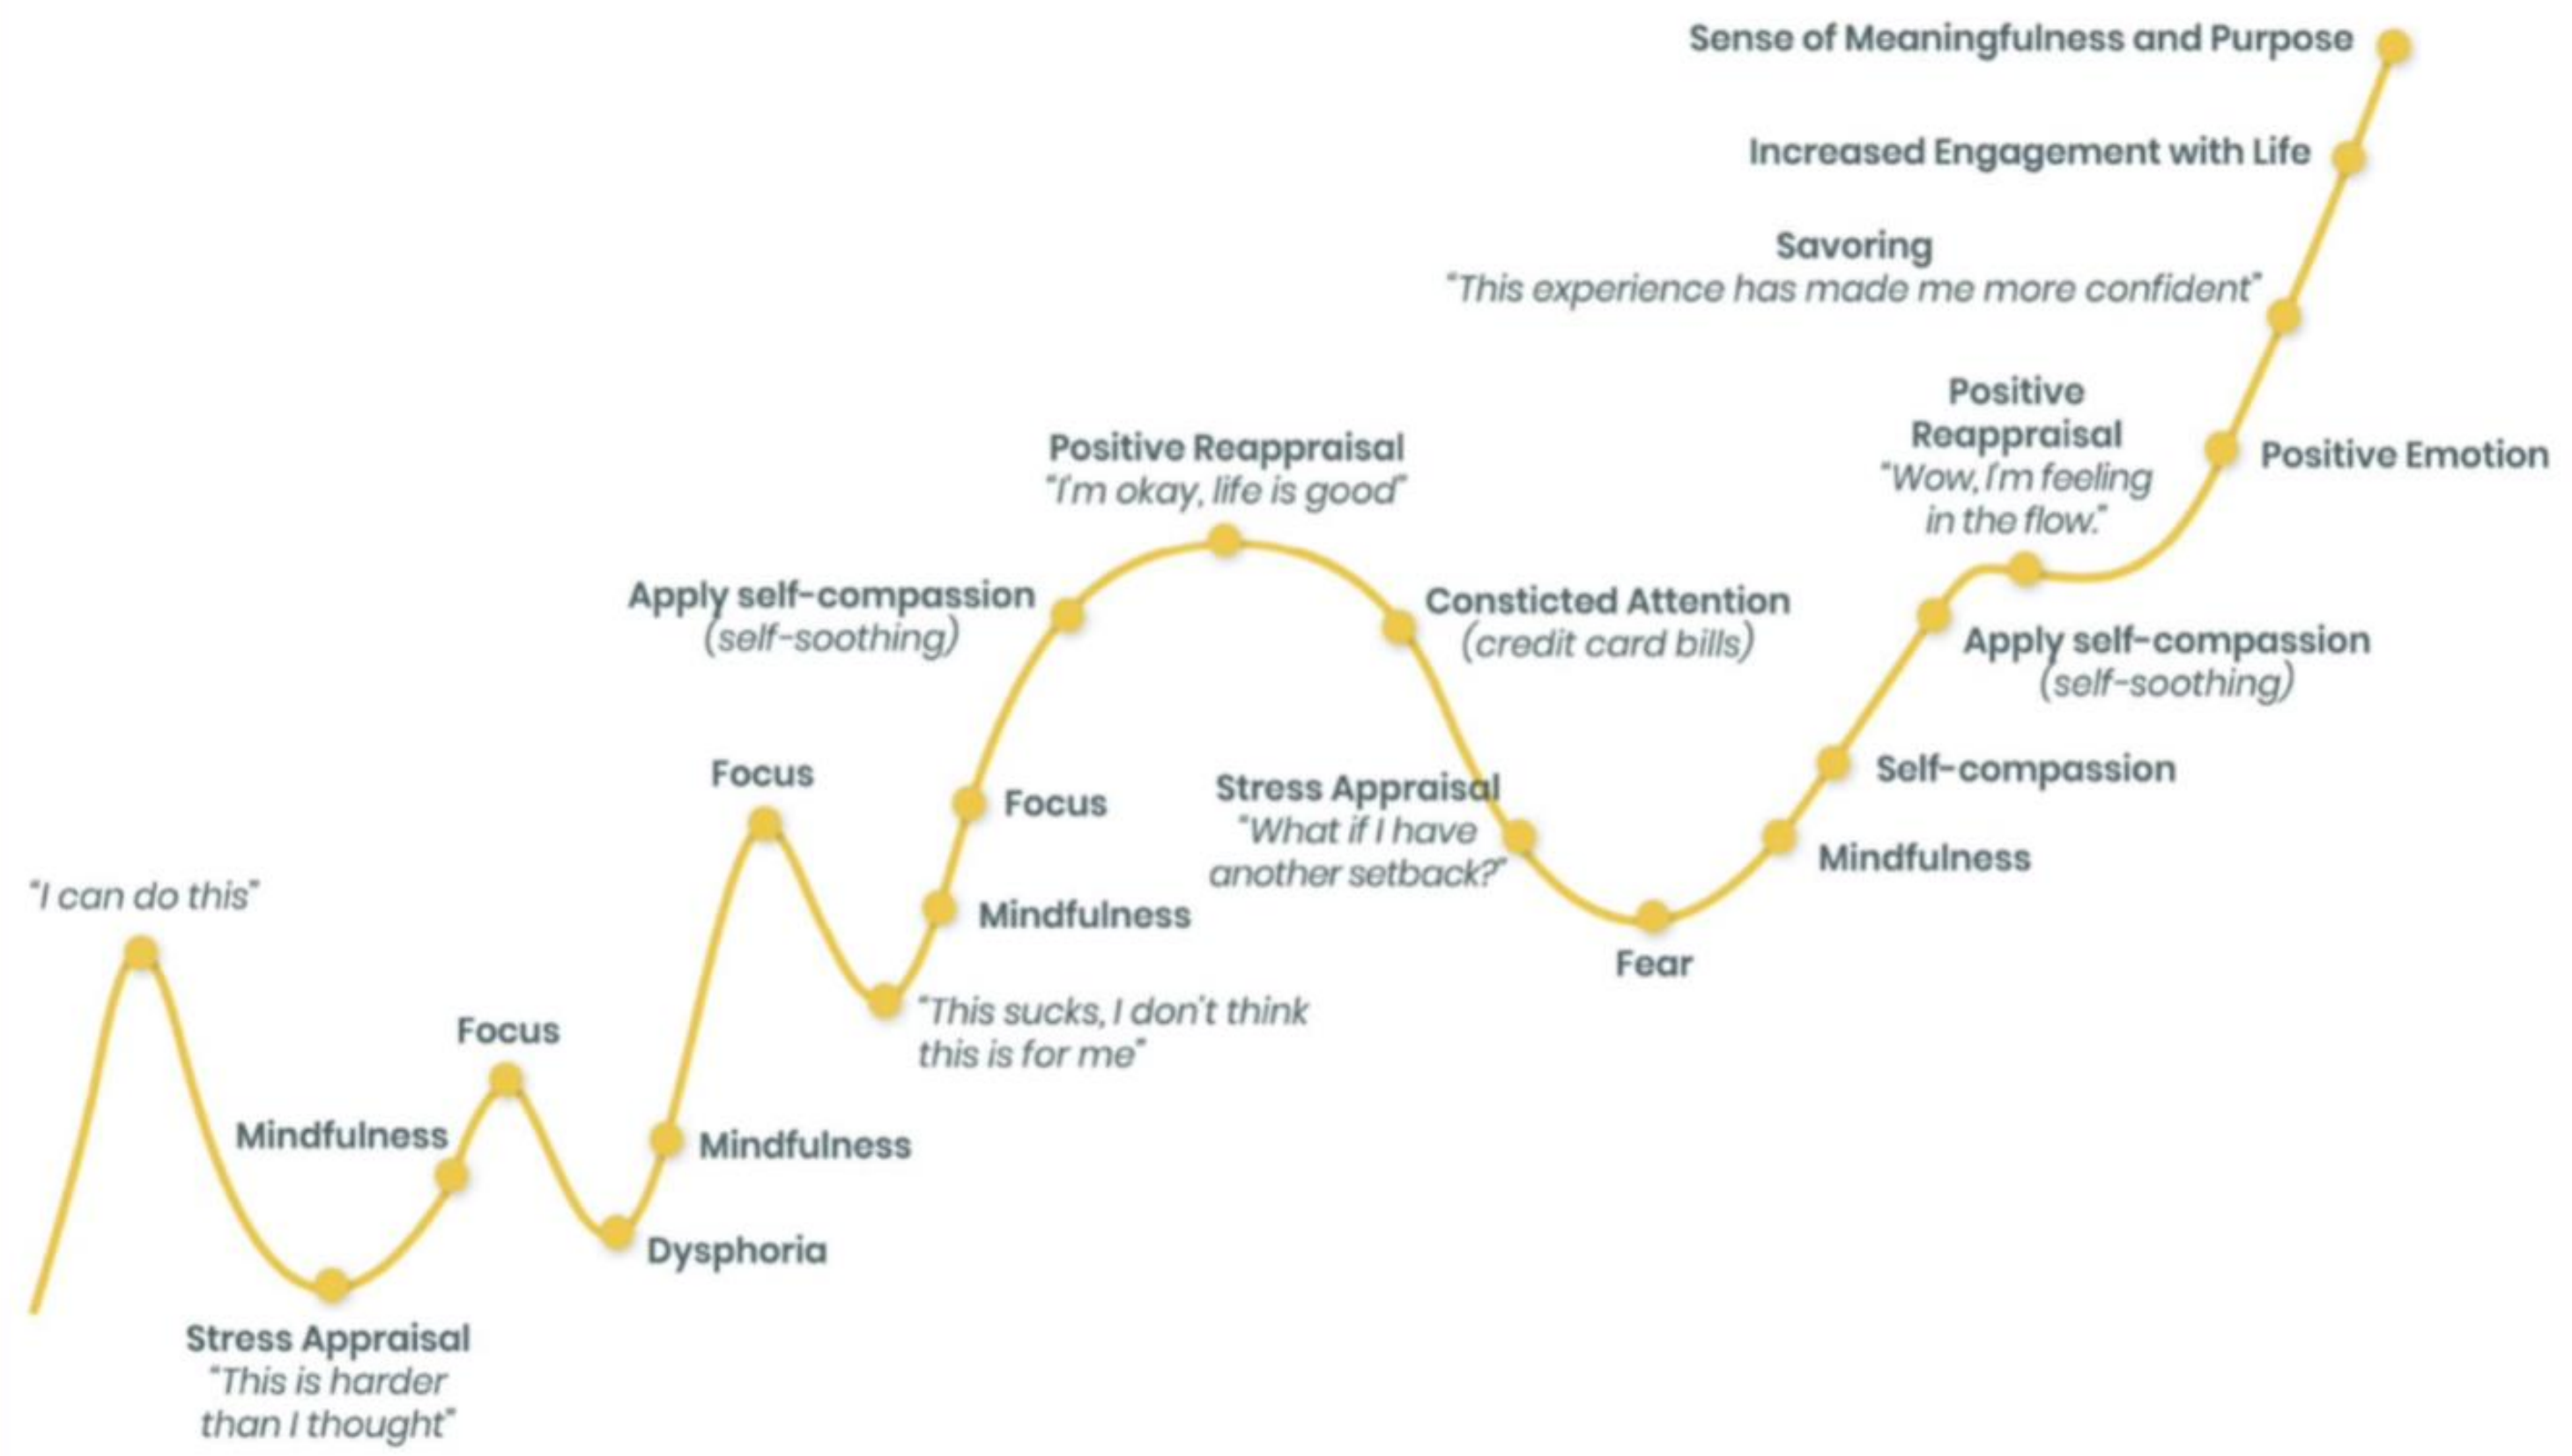 Sense of Meaningfulness and Purpose
Increased Engagement with Life
Savoring
"This experience has made me more confident"
Positive
Reappraisal
"Wow, I'm feeling
in the flow."
Positive Emotion
Positive Reappraisal
"I'm okay, life is good"
Apply self-compassion
(self-soothing)
Consticted Attention
(credit card bills)
Apply self-compassion
(self-soothing)
Focus
Focus
Stress Appraisal
"What if I have
another setback?"
Self-compassion
Mindfulness
"I can do this"
Mindfulness
Fear
"This sucks, I don't think
this is for me"
Focus
Mindfulness
Mindfulness
Dysphoria
Stress Appraisal
"This is harder
than I thought"